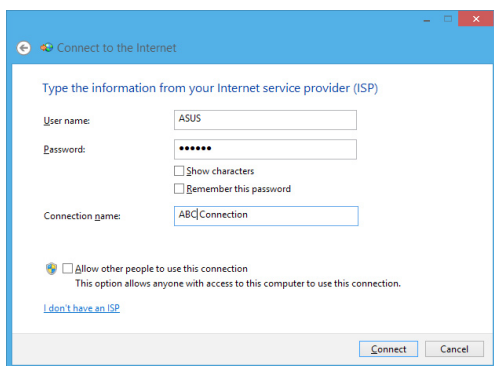 Connect to the Internet
Type the information from your Internet service provider (ISP)
User name: ASUS
Password: ••••••
Show characters
Remember this password
Connection name: ABC Connection
Allow other people to use this connection
This option allows anyone with access to this computer to use this connection.
I don't have an ISP
Connect Cancel